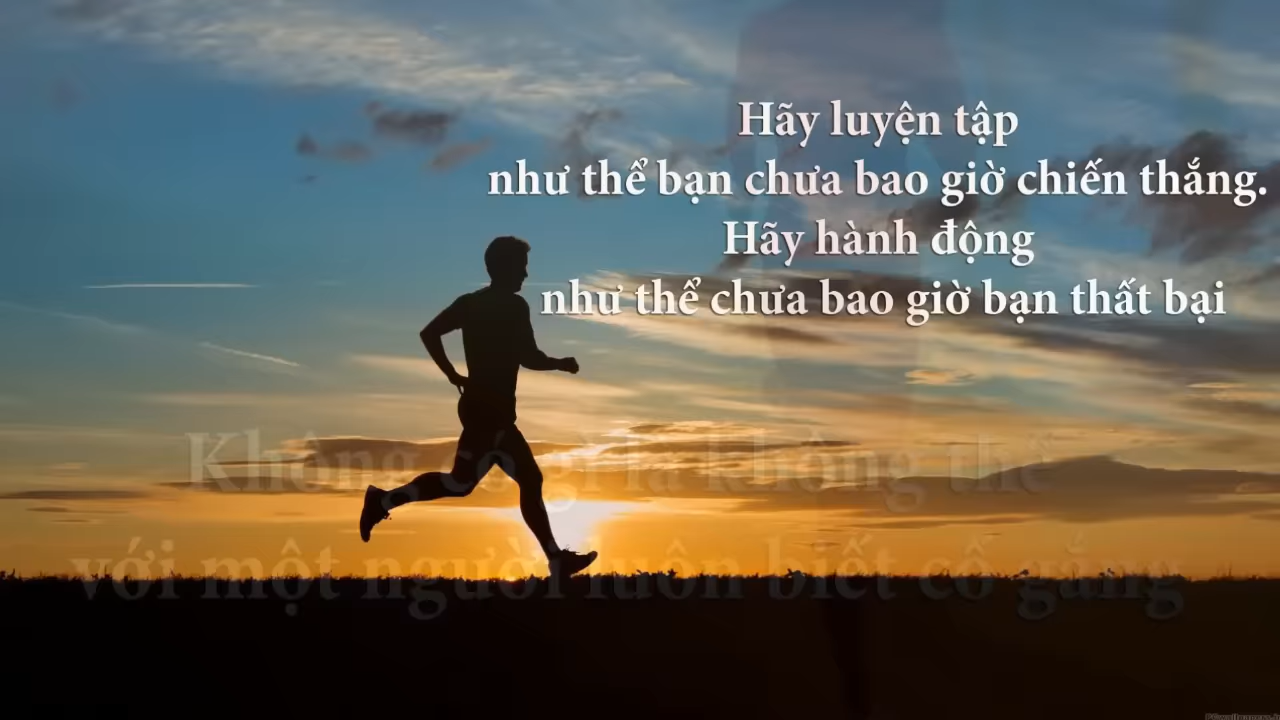 Hãy luyện tập
như thể bạn chưa bao giờ chiến thắng.
Hãy hành động
như thể chưa bao giờ bạn thất bại
Không có gì là không thể
với một người luôn biết cố gắng